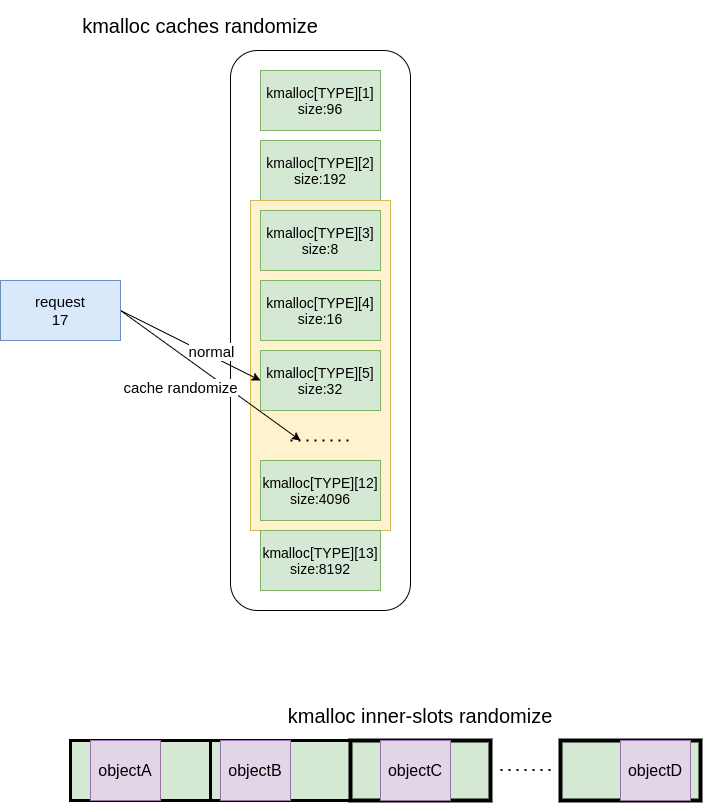 kmalloc caches randomize
kmalloc[TYPE][1]
size:96
kmalloc[TYPE][2]
size:192
kmalloc[TYPE][3]
size:8
kmalloc[TYPE][4]
size:16
request
17
normal
kmalloc[TYPE][5]
size:32
cache randomize
.......
kmalloc[TYPE][12]
size:4096
kmalloc[TYPE][13]
size:8192
kmalloc inner-slots randomize
objectA
objectB
objectC
.......
objectD